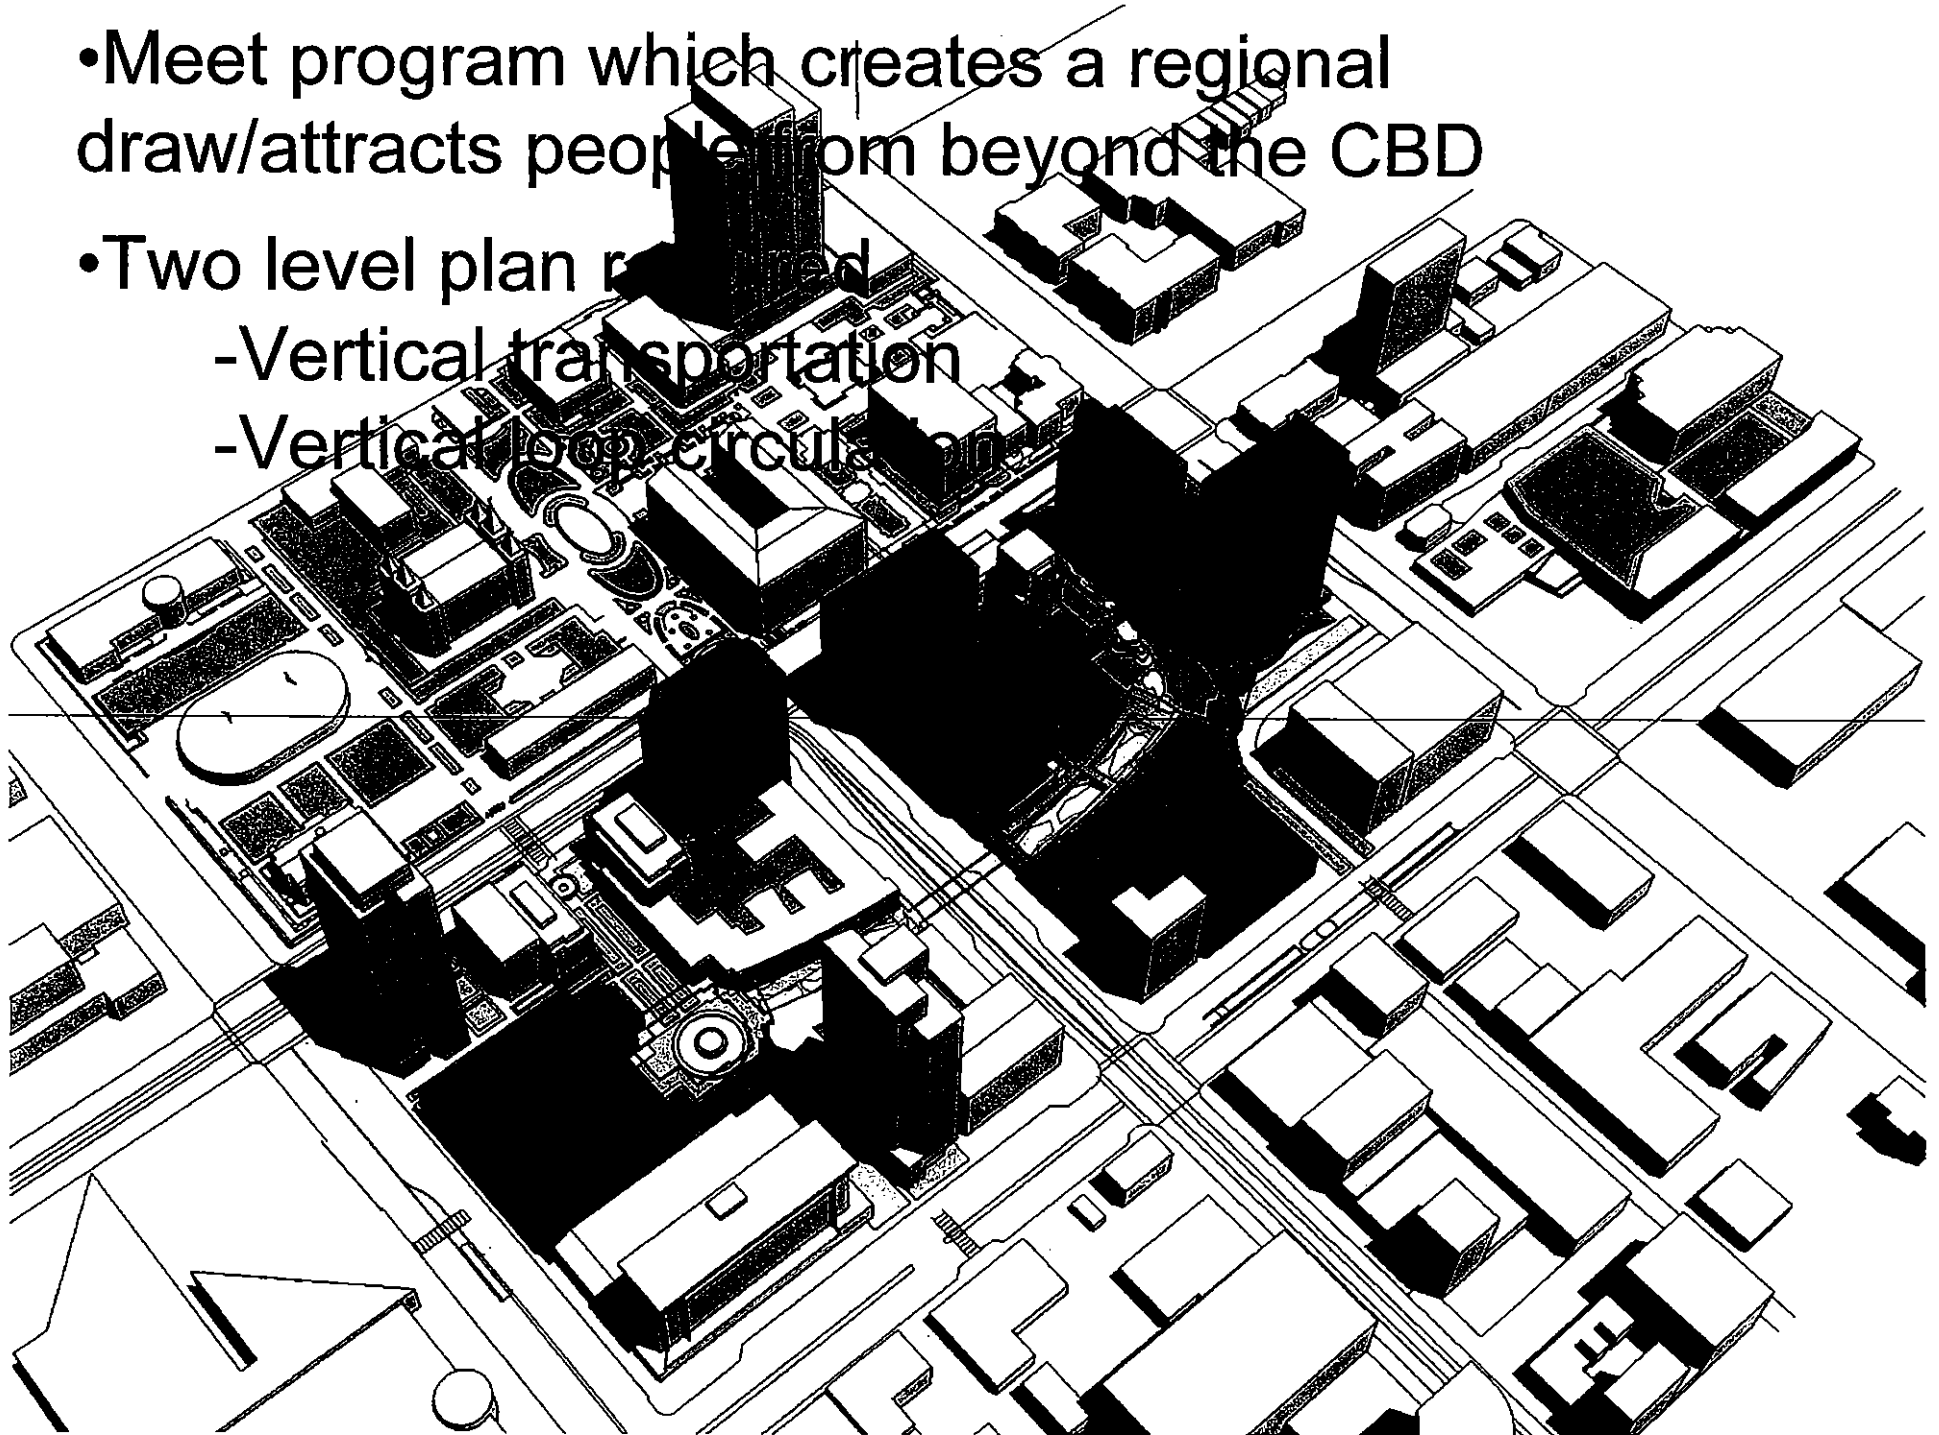 •Meet program which creates a regional
draw/attracts people from beyond the CBD
•Two level plan required
-Vertical transportation
-Vertical loop circulation